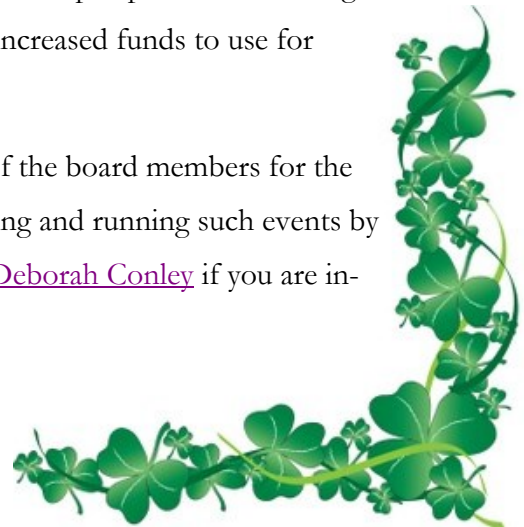 ncreased funds to use for
f the board members for the
ng and running such events by
Deborah Conley if you are in-